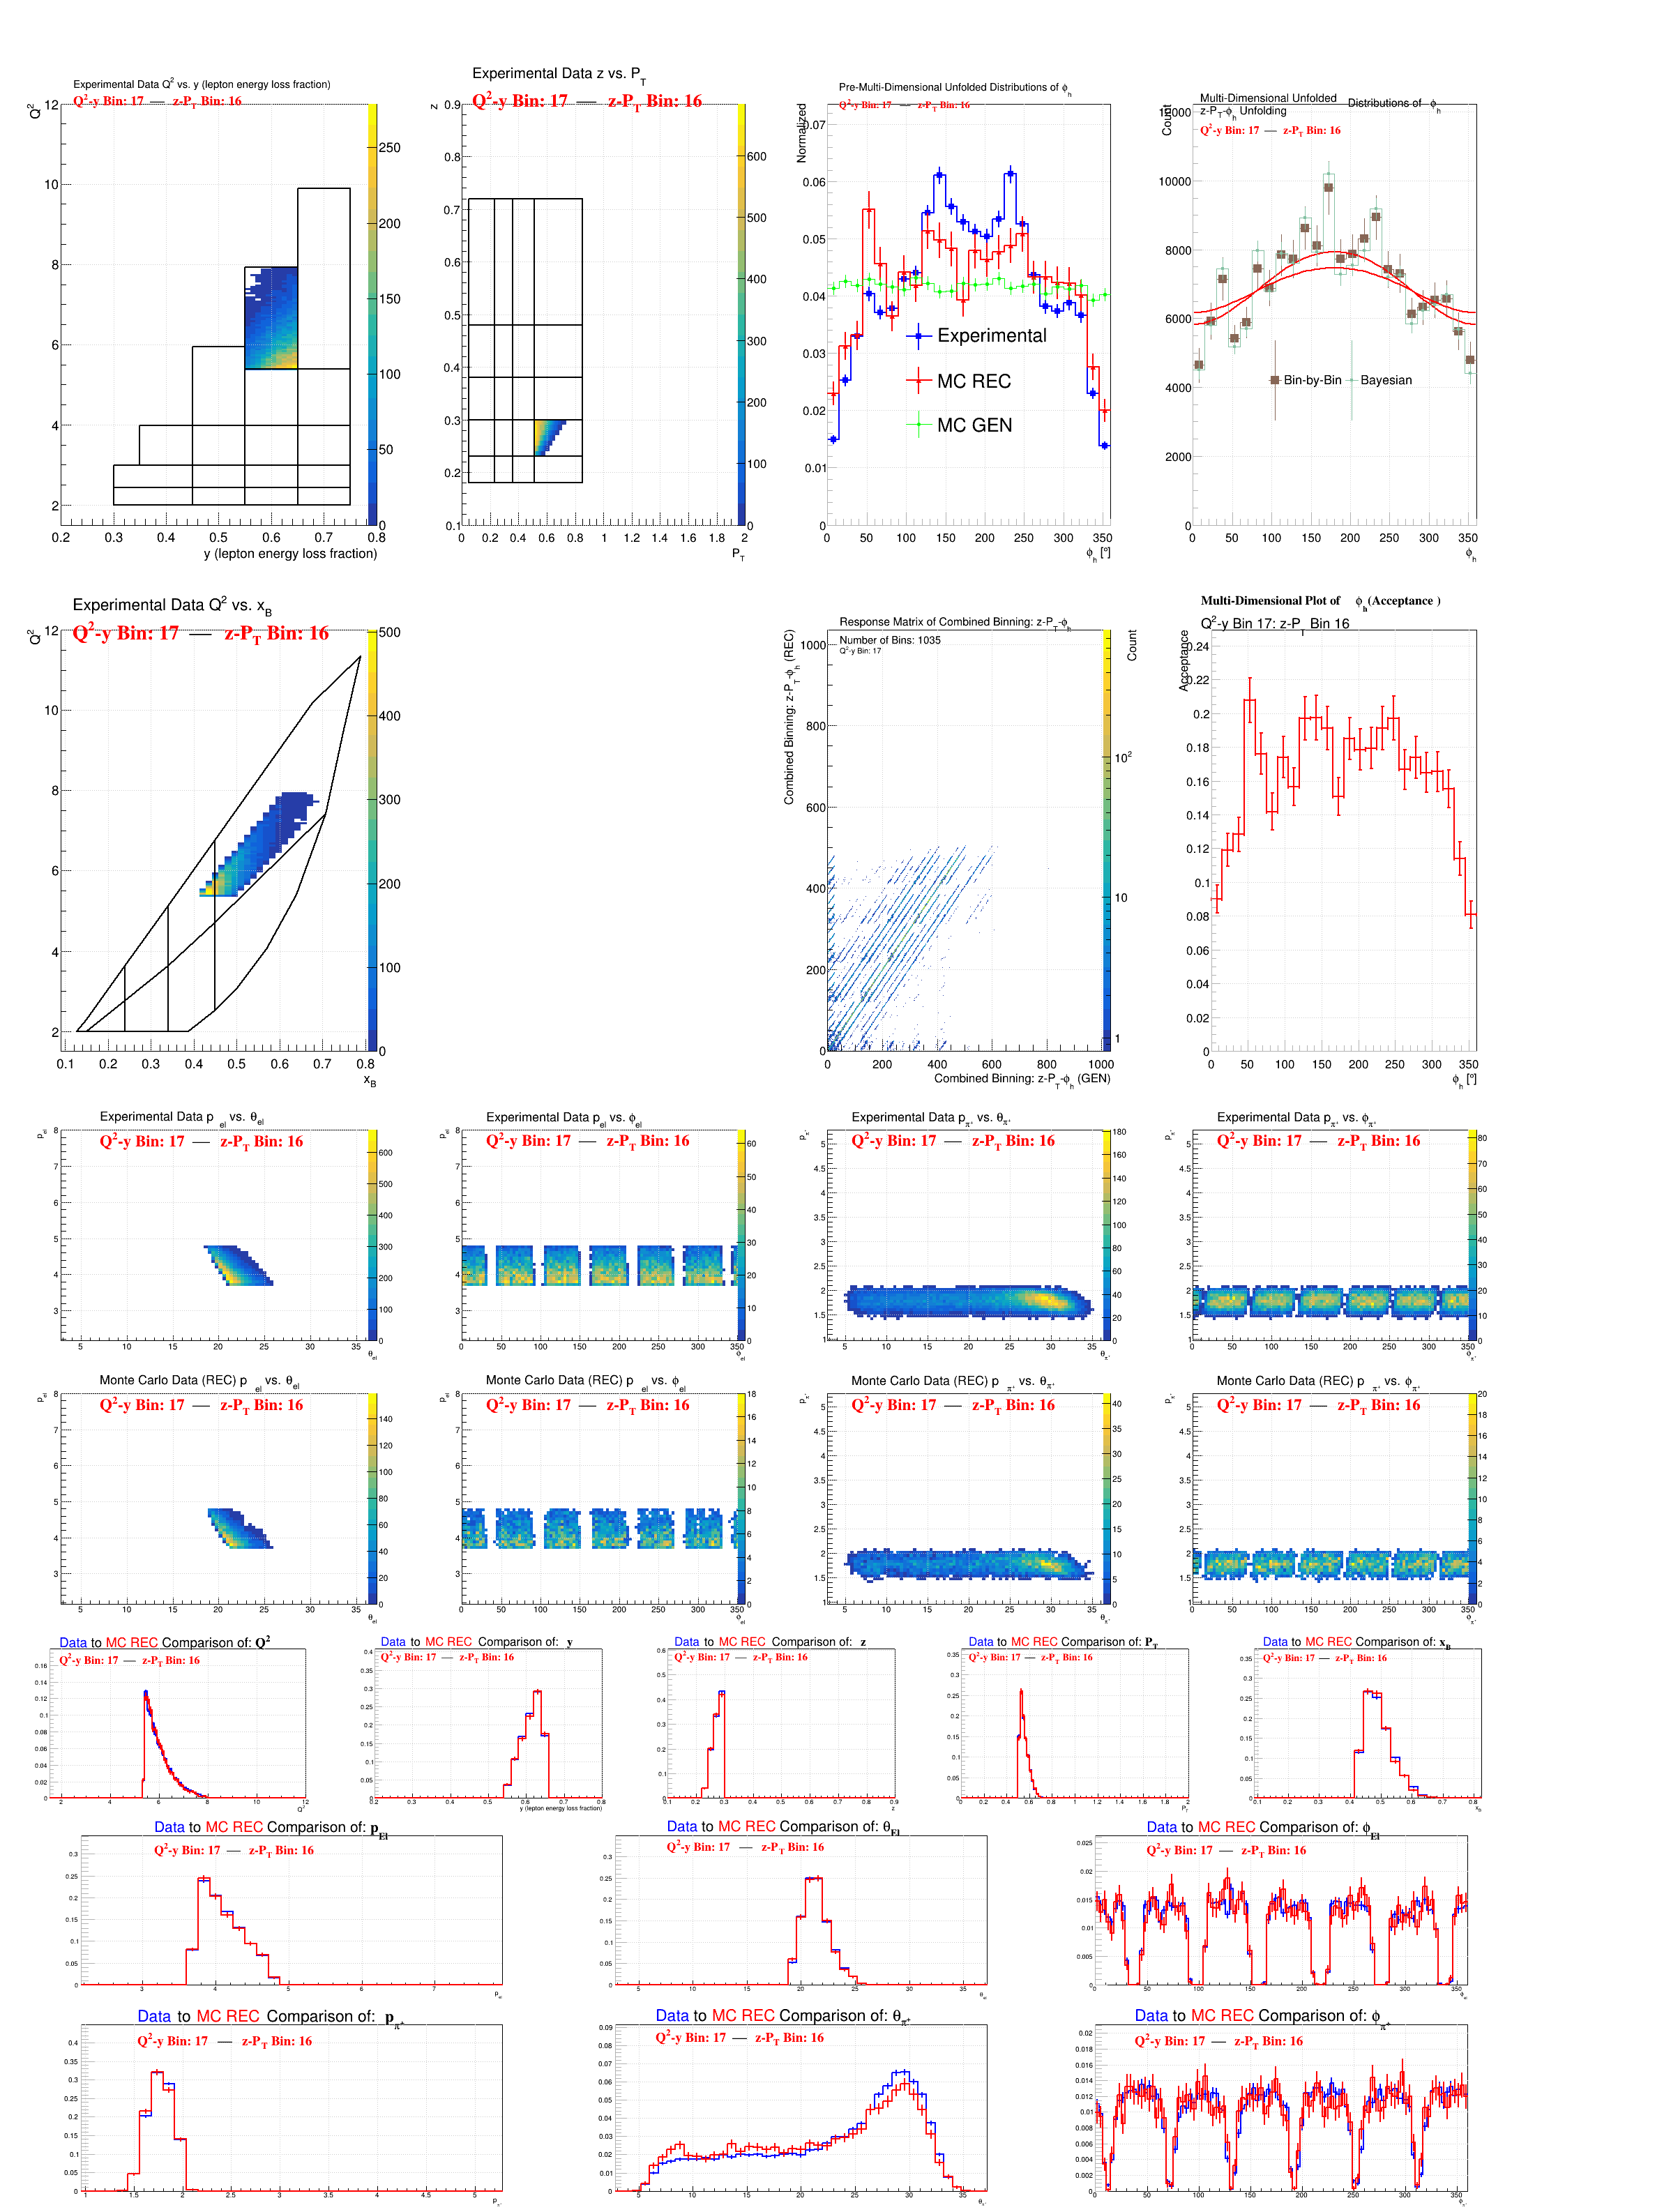 Experimental Data Q² vs. y (lepton energy loss fraction)
Q²-y Bin: 17 — z-P_T Bin: 16
Q²
y (lepton energy loss fraction)
Experimental Data z vs. P_T
Q²-y Bin: 17 — z-P_T Bin: 16
z
P_T
Pre-Multi-Dimensional Unfolded Distributions of ϕ_h
Q²-y Bin: 17 — z-P_T Bin: 16
Normalized
Experimental
MC REC
MC GEN
ϕ_h [°]
Multi-Dimensional Unfolded Distributions of ϕ_h
z-P_T-ϕ_h Unfolding
Q²-y Bin: 17 — z-P_T Bin: 16
Count
Bin-by-Bin
Bayesian
ϕ_h
Experimental Data Q² vs. x_B
Q²-y Bin: 17 — z-P_T Bin: 16
Q²
x_B
Response Matrix of Combined Binning: z-P_T-ϕ_h
Number of Bins: 1035
Q²-y Bin: 17
Combined Binning: z-P_T-ϕ_h (REC)
Count
Combined Binning: z-P_T-ϕ_h (GEN)
Multi-Dimensional Plot of ϕ_h (Acceptance )
Q²-y Bin 17: z-P_T Bin 16
Acceptance
ϕ_h [°]
Experimental Data p_el vs. θ_el
Q²-y Bin: 17 — z-P_T Bin: 16
Experimental Data p_el vs. ϕ_el
Q²-y Bin: 17 — z-P_T Bin: 16
Experimental Data p_π⁺ vs. θ_π⁺
Q²-y Bin: 17 — z-P_T Bin: 16
Experimental Data p_π⁺ vs. ϕ_π⁺
Q²-y Bin: 17 — z-P_T Bin: 16
Monte Carlo Data (REC) p_el vs. θ_el
Q²-y Bin: 17 — z-P_T Bin: 16
Monte Carlo Data (REC) p_el vs. ϕ_el
Q²-y Bin: 17 — z-P_T Bin: 16
Monte Carlo Data (REC) p_π⁺ vs. θ_π⁺
Q²-y Bin: 17 — z-P_T Bin: 16
Monte Carlo Data (REC) p_π⁺ vs. ϕ_π⁺
Q²-y Bin: 17 — z-P_T Bin: 16
Data to MC REC Comparison of: Q²
Q²-y Bin: 17 — z-P_T Bin: 16
Q²
Data to MC REC Comparison of: y
Q²-y Bin: 17 — z-P_T Bin: 16
y (lepton energy loss fraction)
Data to MC REC Comparison of: z
Q²-y Bin: 17 — z-P_T Bin: 16
z
Data to MC REC Comparison of: P_T
Q²-y Bin: 17 — z-P_T Bin: 16
P_T
Data to MC REC Comparison of: x_B
Q²-y Bin: 17 — z-P_T Bin: 16
x_B
Data to MC REC Comparison of: p_El
Q²-y Bin: 17 — z-P_T Bin: 16
Data to MC REC Comparison of: θ_El
Q²-y Bin: 17 — z-P_T Bin: 16
Data to MC REC Comparison of: ϕ_El
Q²-y Bin: 17 — z-P_T Bin: 16
Data to MC REC Comparison of: p_π⁺
Q²-y Bin: 17 — z-P_T Bin: 16
Data to MC REC Comparison of: θ_π⁺
Q²-y Bin: 17 — z-P_T Bin: 16
Data to MC REC Comparison of: ϕ_π⁺
Q²-y Bin: 17 — z-P_T Bin: 16